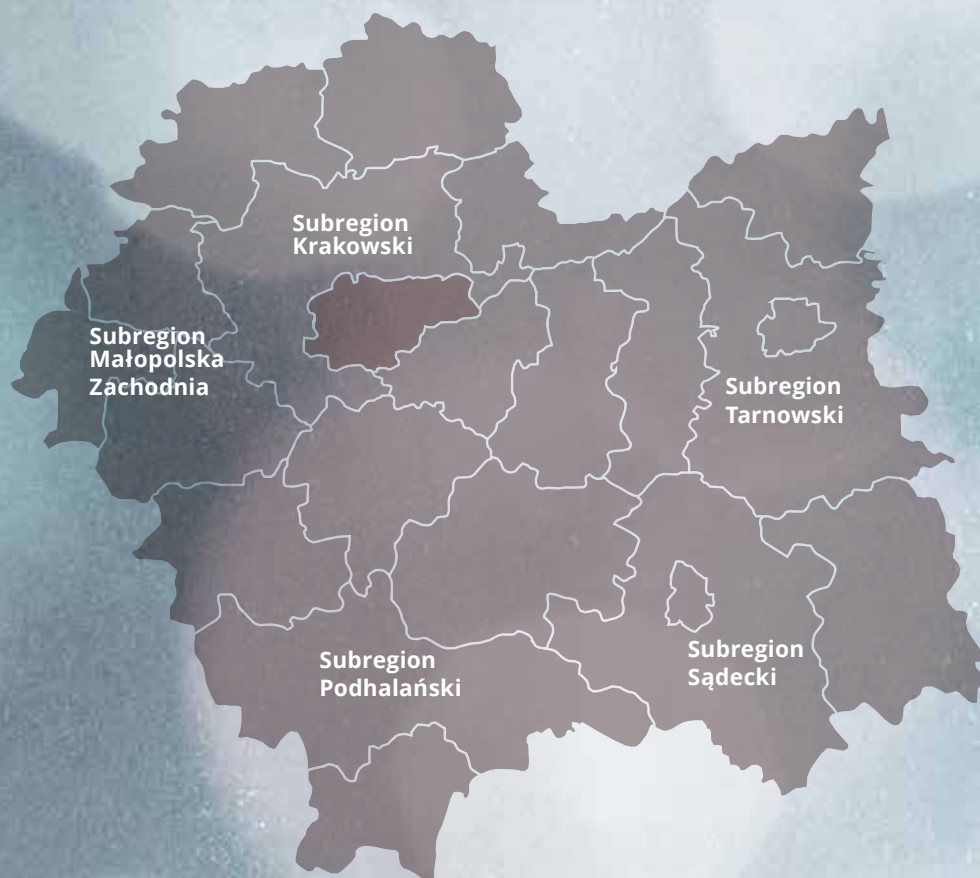 Subregion
Krakowski
Subregion
Małopolska
Zachodnia
Subregion
Tarnowski
Subregion
Podhalański
Subregion
Sądecki